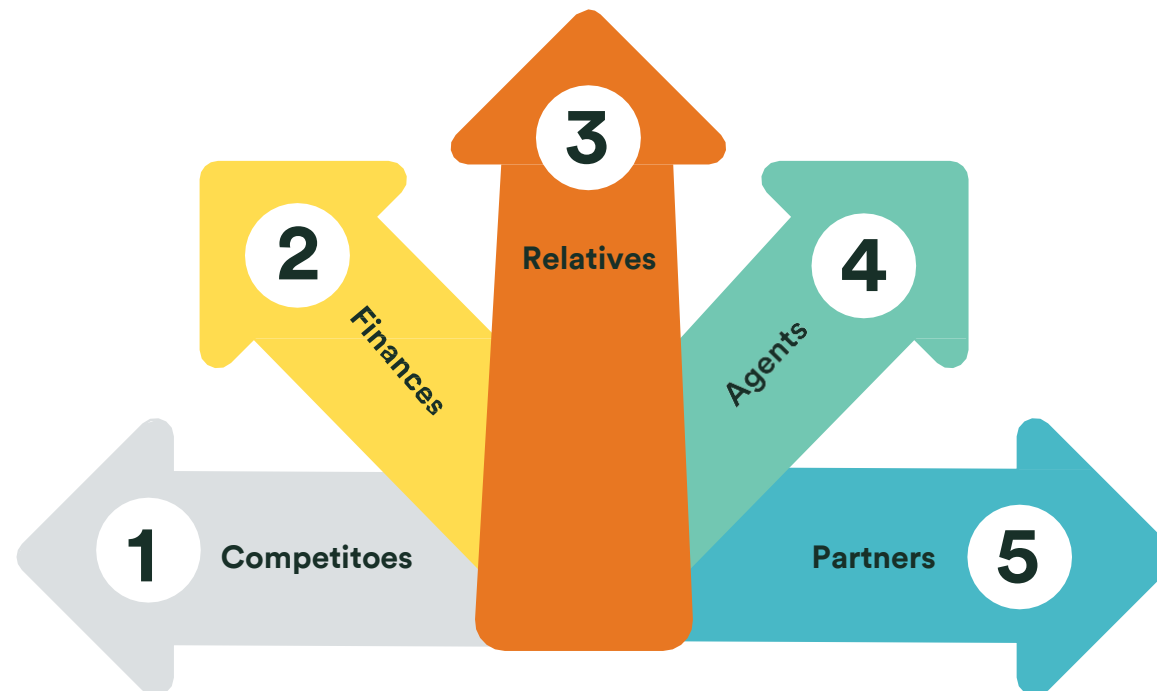 1
Competitoes
2
Finances
3
Relatives
4
Agents
Partners
5